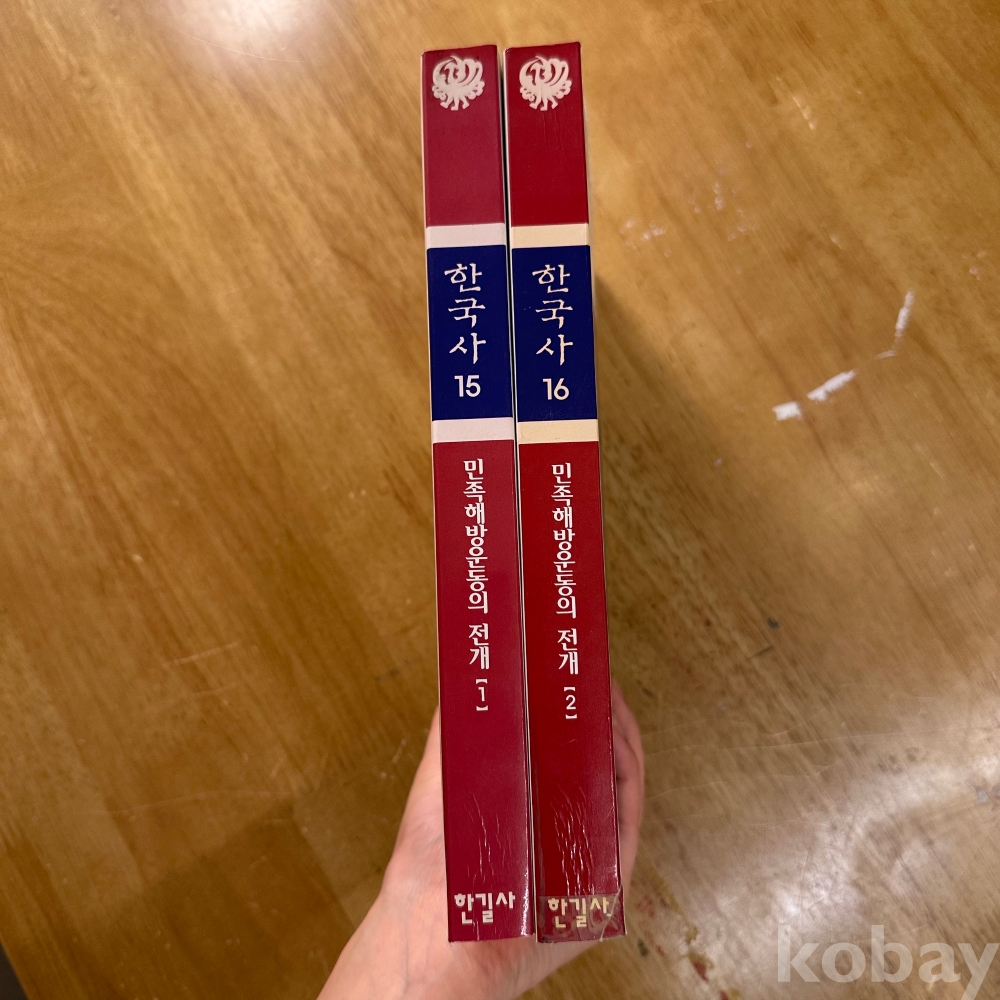 한국사
15
민족해방운동의 전개 【1】
한길사
한국사
16
민족해방운동의 전개 【2】
한길사
kobay